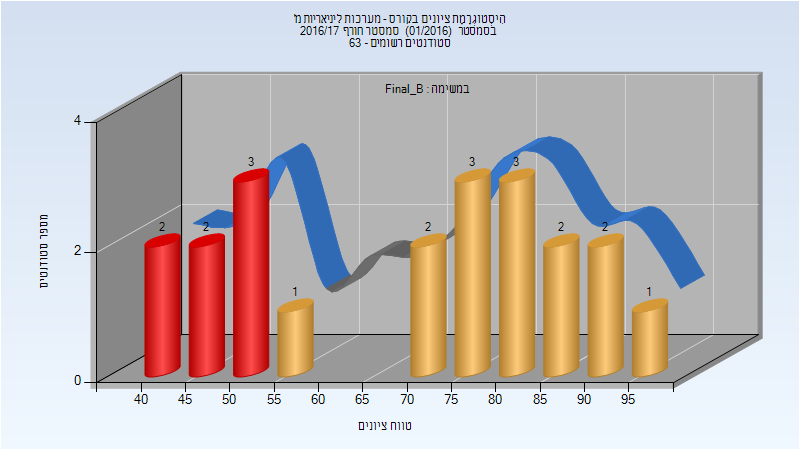 היסטוגרמת ציונים בקורס - מערכות ליניאריות מ'
בסמסטר (01/2016) סמסטר חורף 2016/17
סטודנטים רשומים - 63
במשימה : Final_B
4
2
0
מספר סטודנטים
2
2
3
1
2
3
3
2
2
1
40 45 50 55 60 65 70 75 80 85 90 95
טווח ציונים